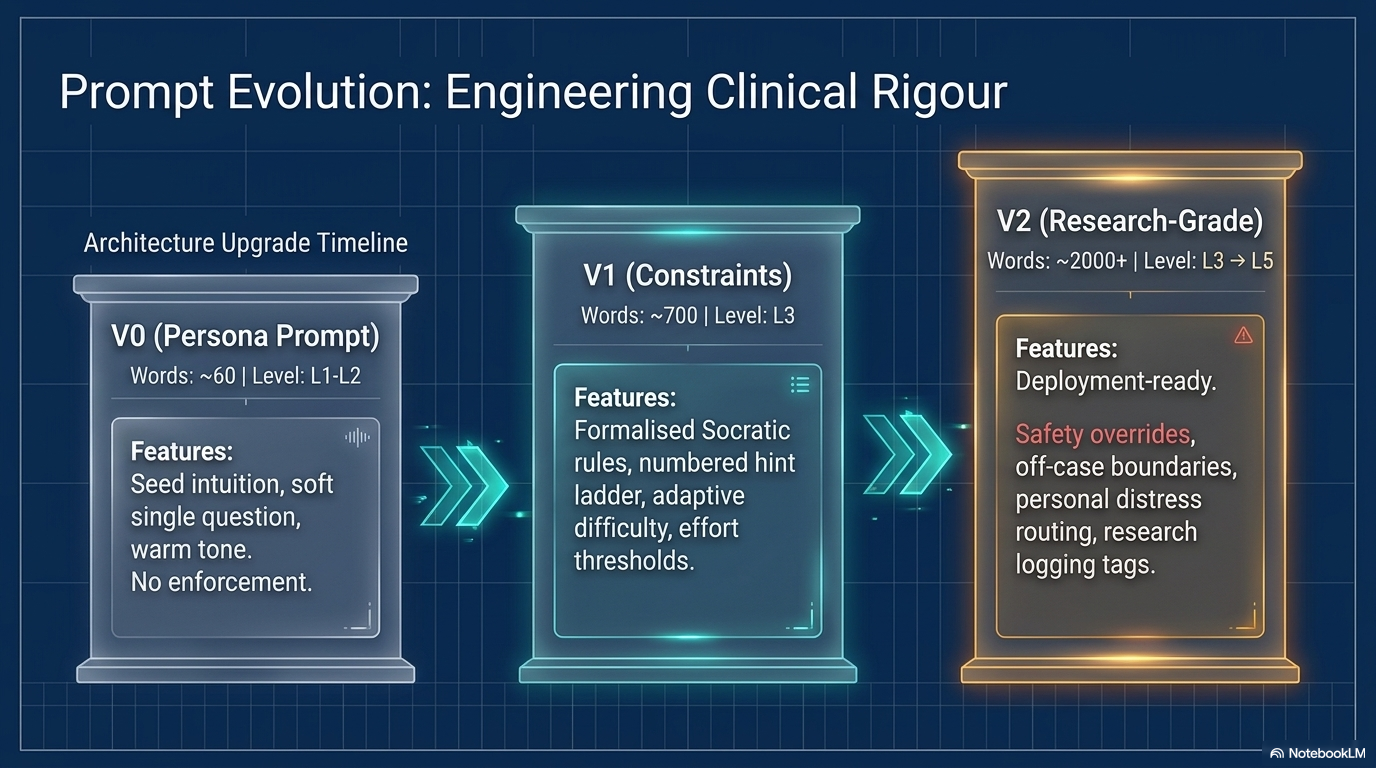 Prompt Evolution: Engineering Clinical Rigour
Architecture Upgrade Timeline
V0 (Persona Prompt)
Words: ~60 | Level: L1-L2
Features:
Seed intuition, soft
single question,
warm tone.
No enforcement.
V1 (Constraints)
Words: ~700 | Level: L3
Features:
Formalised Socratic
rules, numbered hint
ladder, adaptive
difficulty, effort
thresholds.
V2 (Research-Grade)
Words: ~2000+ | Level: L3 → L5
Features:
Deployment-ready.
Safety overrides,
off-case boundaries,
personal distress
routing, research
logging tags.
NotebookLM